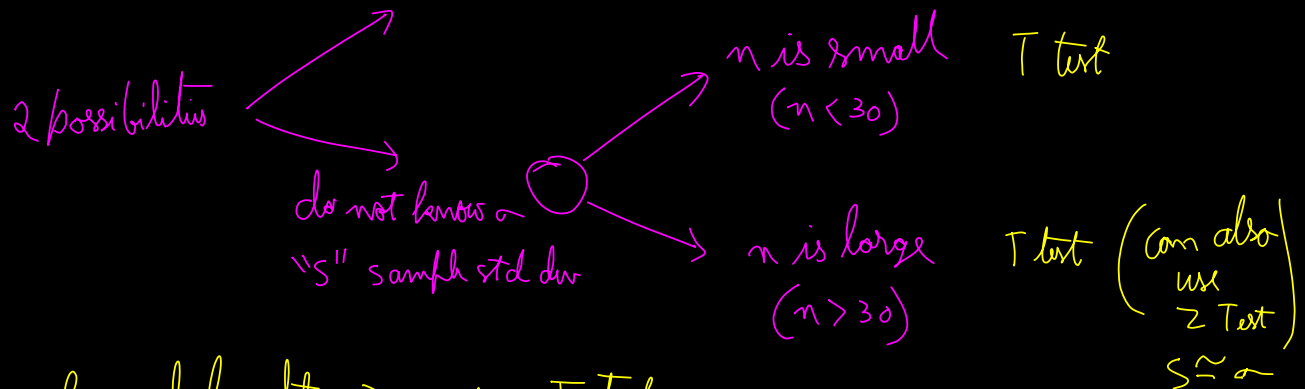 2 possibilities
n is small
(n < 30)
T test
do not know σ
"s" sample std dev
n is large
(n > 30)
T test (can also
use
Z Test
s ≅ σ